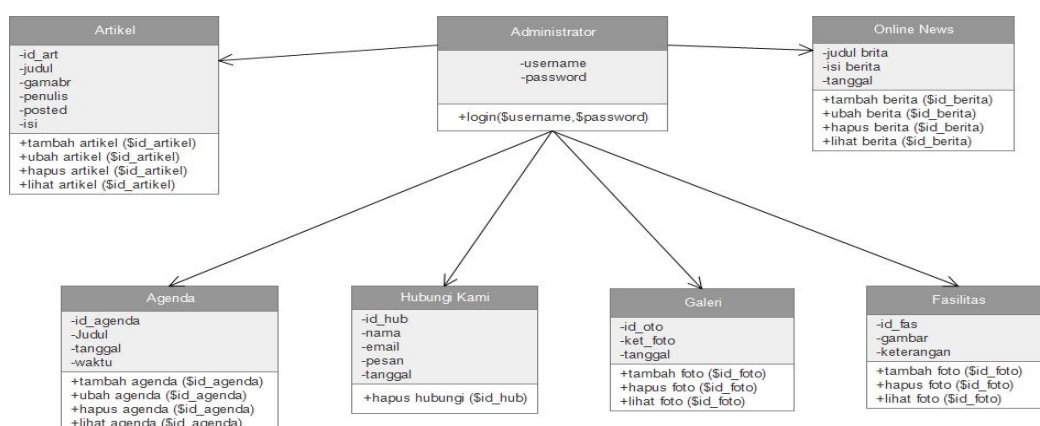 Artikel
-id_art
-judul
-gamabr
-penulis
-posted
-isi
+tambah artikel ($id_artikel)
+ubah artikel ($id_artikel)
+hapus artikel ($id_artikel)
+lihat artikel ($id_artikel)
Administrator
-username
-password
+login($username,$password)
Online News
-judul brita
-isi berita
-tanggal
+tambah berita ($id_berita)
+ubah berita ($id_berita)
+hapus berita ($id_berita)
+lihat berita ($id_berita)
Agenda
-id_agenda
-Judul
-tanggal
-waktu
+tambah agenda ($id_agenda)
+ubah agenda ($id_agenda)
+hapus agenda ($id_agenda)
+lihat agenda ($id_agenda)
Hubungi Kami
-id_hub
-nama
-email
-pesan
-tanggal
+hapus hubungi ($id_hub)
Galeri
-id_oto
-ket_foto
-tanggal
+tambah foto ($id_foto)
+hapus foto ($id_foto)
+lihat foto ($id_foto)
Fasilitas
-id_fas
-gambar
-keterangan
+tambah foto ($id_foto)
+hapus foto ($id_foto)
+lihat foto ($id_foto)